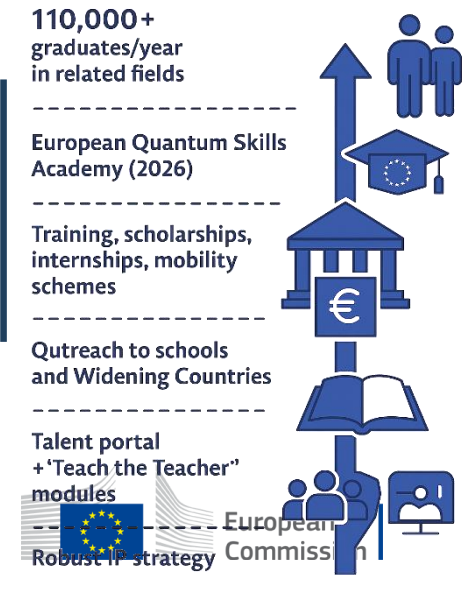 110,000+
graduates/year
in related fields
European Quantum Skills
Academy (2026)
Training, scholarships,
internships, mobility
schemes
€
Qutreach to schools
and Widening Countries
Talent portal
+‘Teach the Teacher”
modules
European
Commission
Robust IP strategy